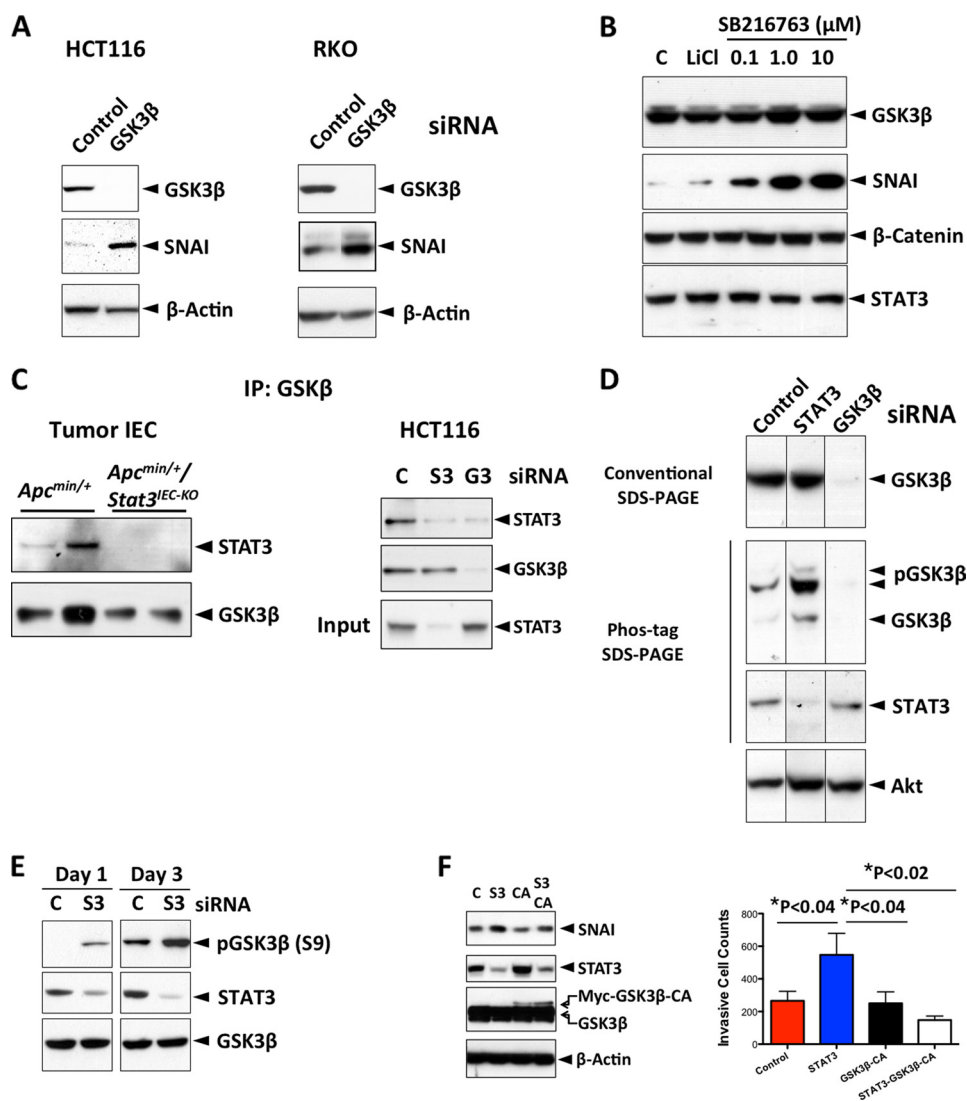 A
HCT116
RKO
Control
GSK3β
Control
GSK3β
siRNA
GSK3β
GSK3β
SNAI
SNAI
β-Actin
β-Actin
B
SB216763 (μM)
C LiCl 0.1 1.0 10
GSK3β
SNAI
β-Catenin
STAT3
C
IP: GSKβ
Tumor IEC
Apcmin/+
Apcmin/+/
Stat3IEC-KO
STAT3
GSK3β
HCT116
C S3 G3 siRNA
STAT3
GSK3β
Input
STAT3
D
Control
STAT3
GSK3β
siRNA
Conventional
SDS-PAGE
GSK3β
pGSK3β
GSK3β
Phos-tag
SDS-PAGE
STAT3
Akt
E
Day 1 Day 3
C S3 C S3 siRNA
pGSK3β (S9)
STAT3
GSK3β
F
C S3 CA S3
CA
SNAI
STAT3
Myc-GSK3β-CA
GSK3β
β-Actin
*P<0.02
*P<0.04 *P<0.04
Invasive Cell Counts
800
600
400
200
0
Control
STAT3
GSK3β-CA
STAT3-GSK3β-CA